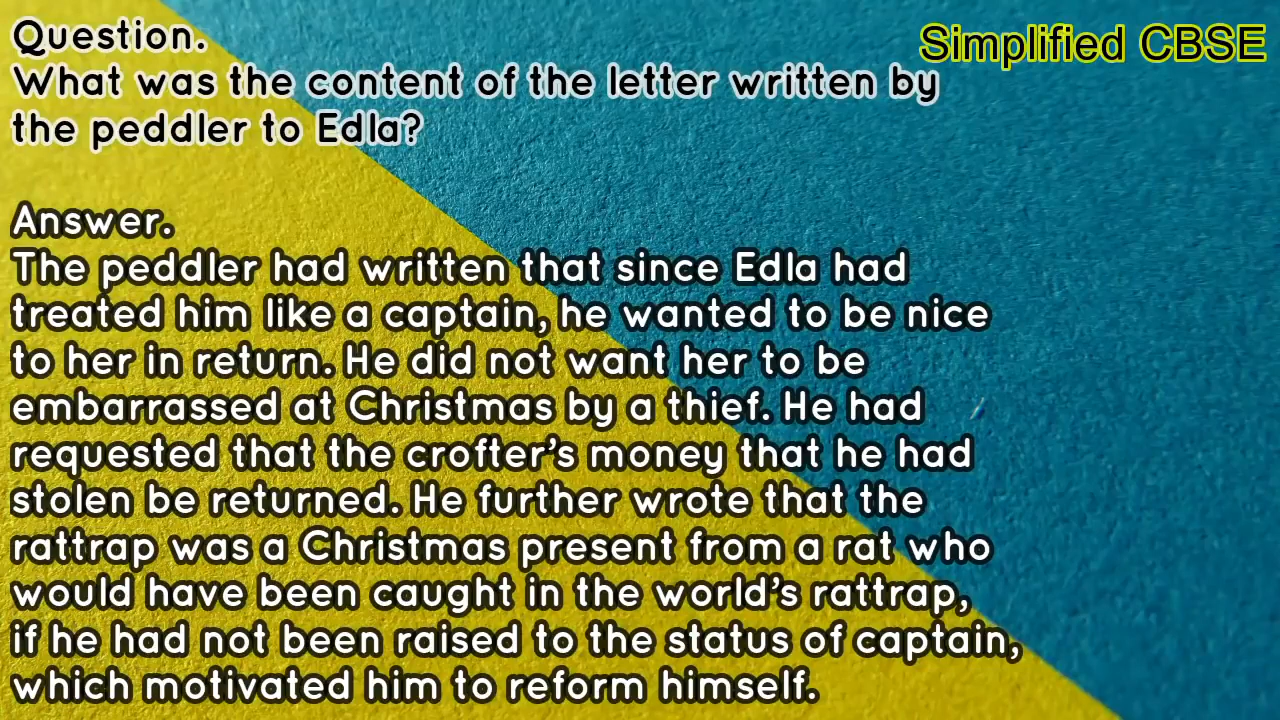 Question.
Simplified CBSE
What was the content of the letter written by
the peddler to Edla?
Answer.
The peddler had written that since Edla had
treated him like a captain, he wanted to be nice
to her in return. He did not want her to be
embarrassed at Christmas by a thief. He had
requested that the crofter’s money that he had
stolen be returned. He further wrote that the
rattrap was a Christmas present from a rat who
would have been caught in the world’s rattrap,
if he had not been raised to the status of captain,
which motivated him to reform himself.